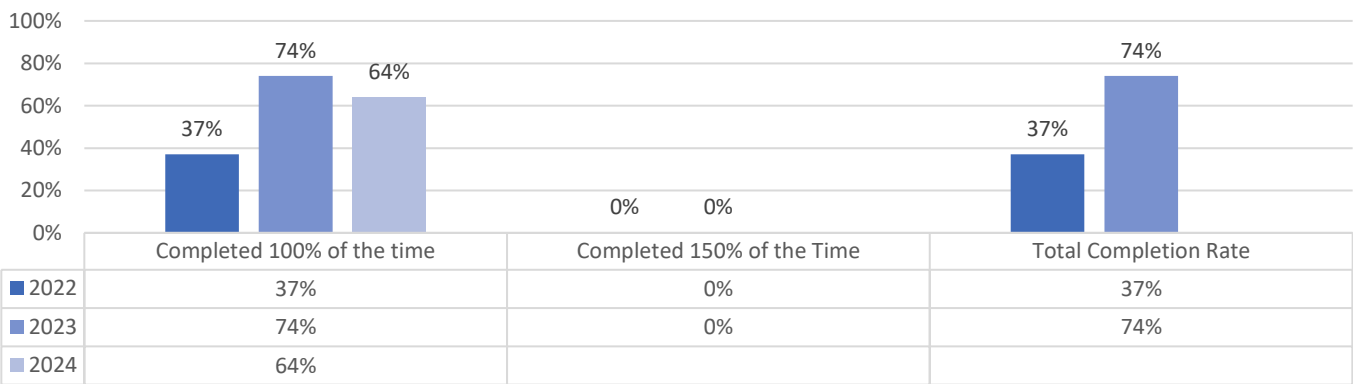 100%
80%
60%
40%
20%
0%
37%
74%
64%
0%
0%
37%
74%
Completed 100% of the time
Completed 150% of the Time
Total Completion Rate
2022 37% 0% 37%
2023 74% 0% 74%
2024 64%